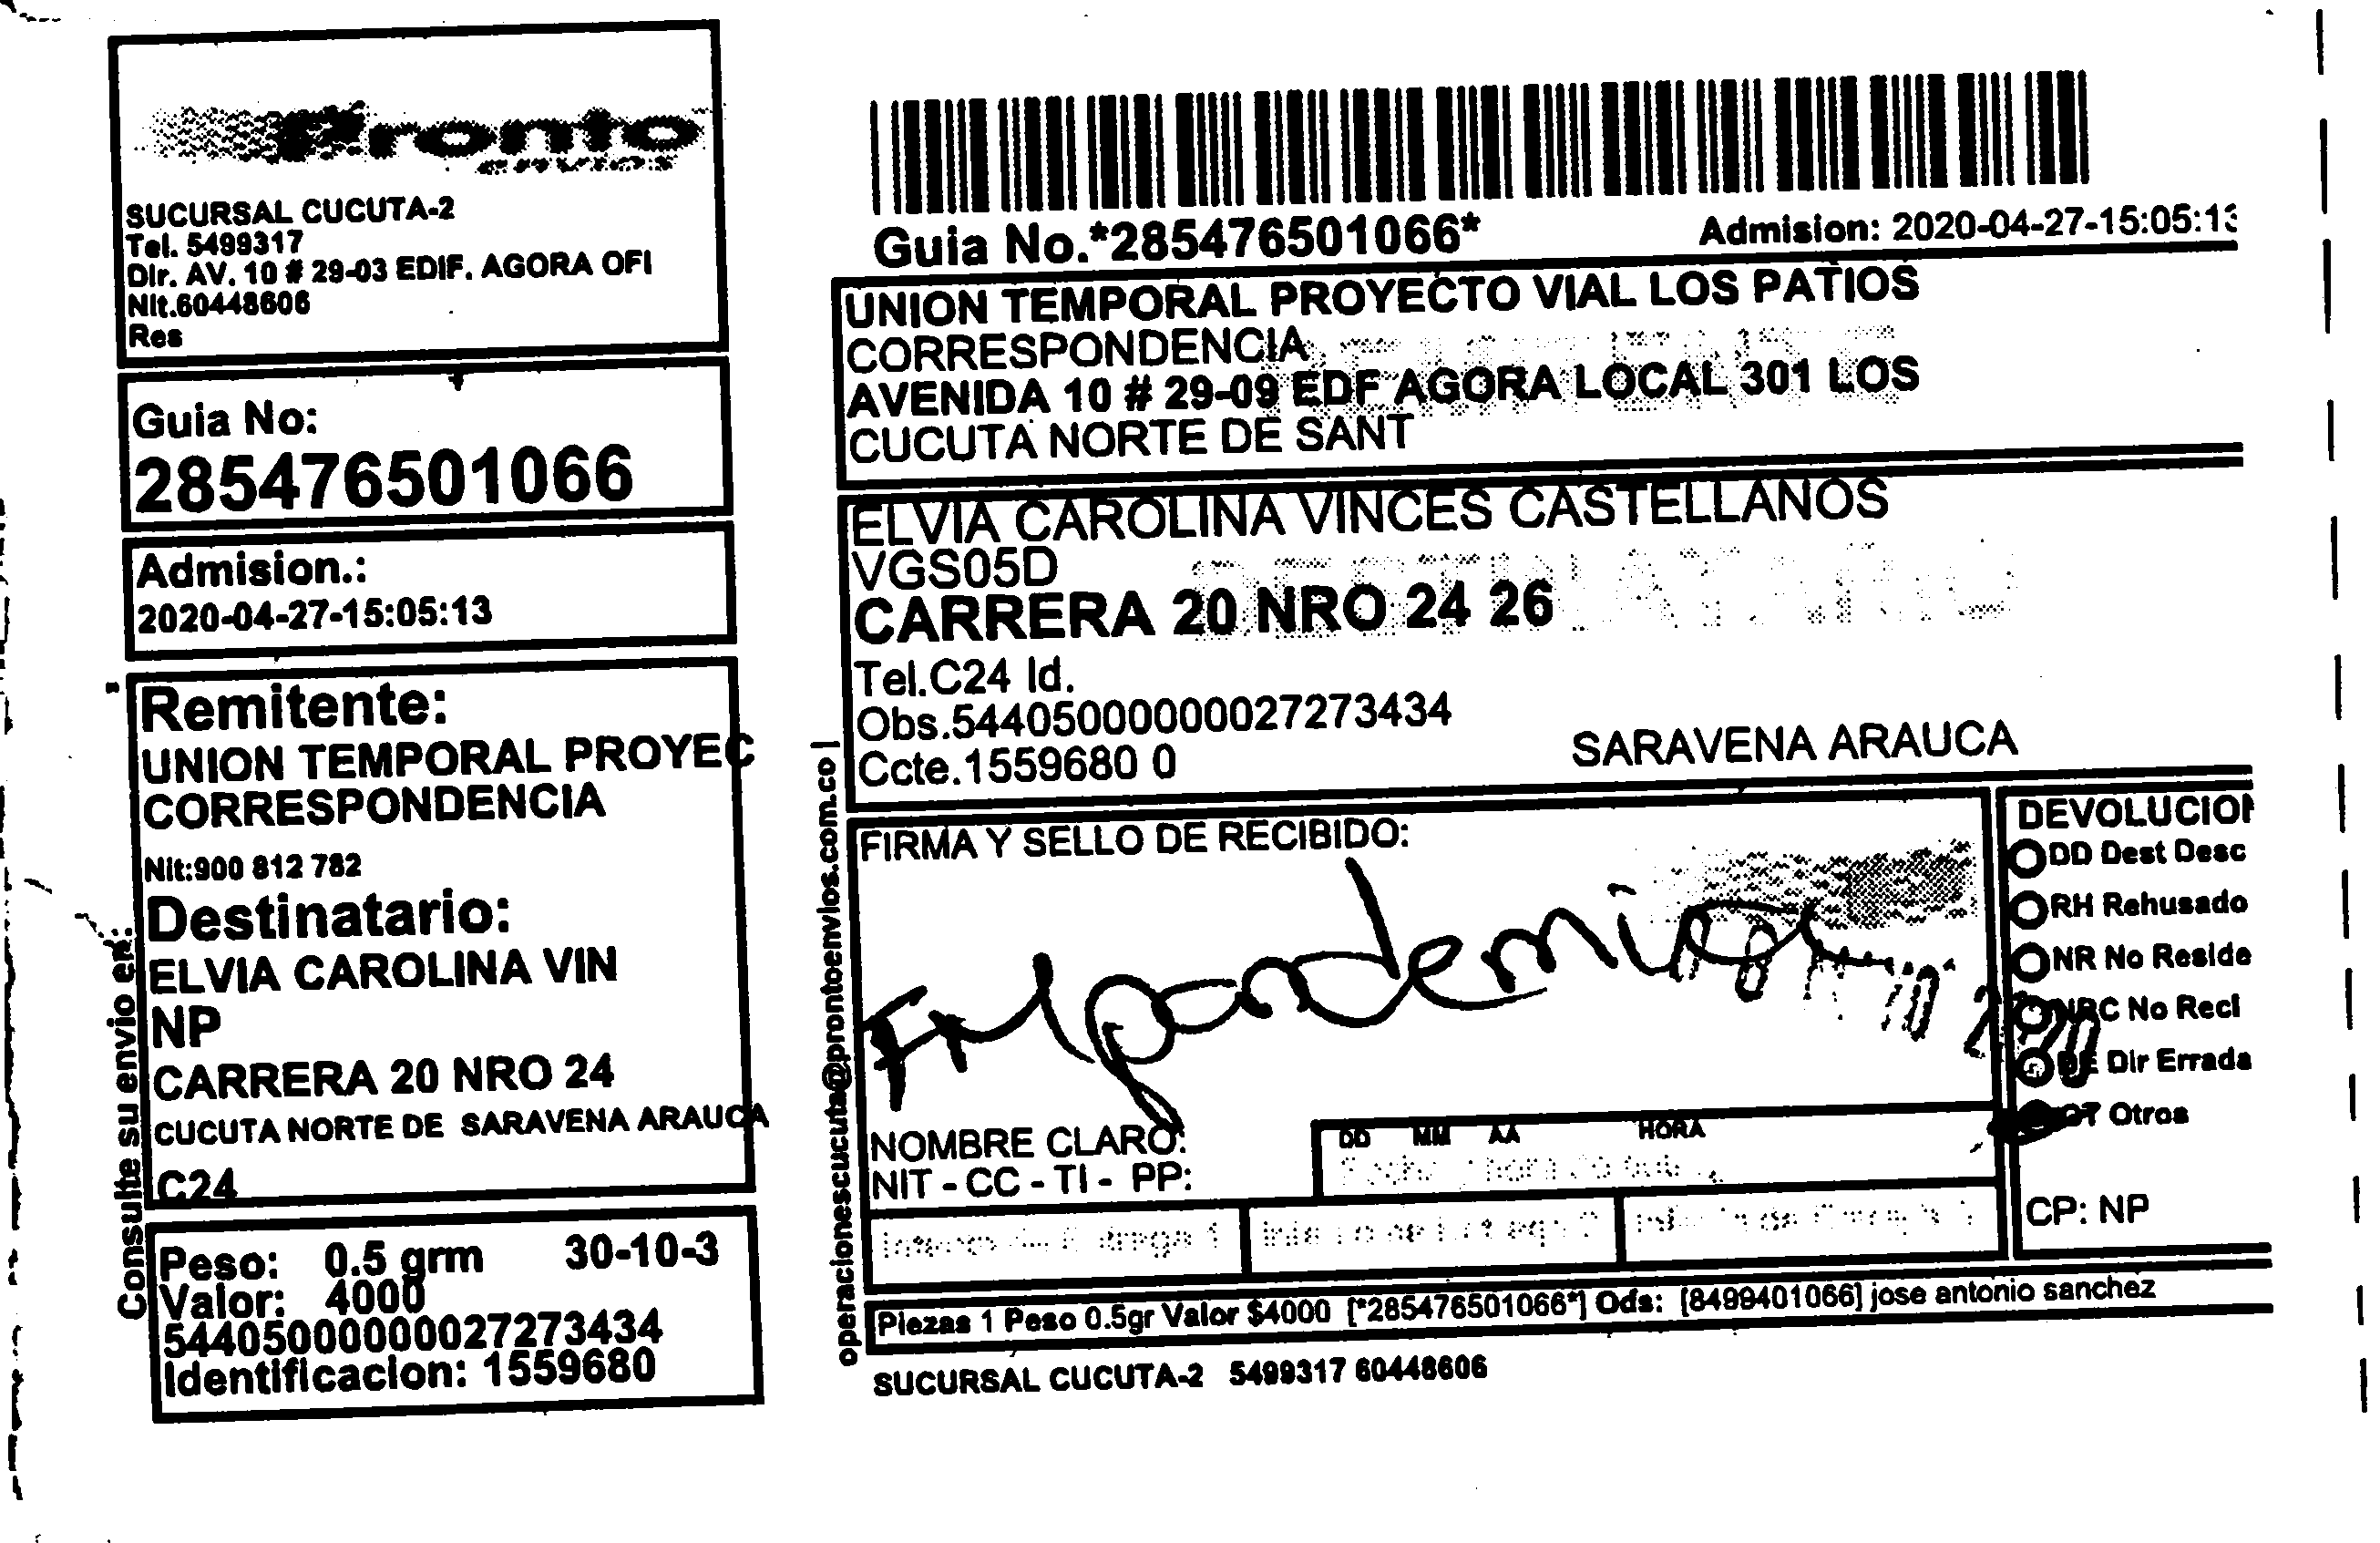 Pronto
envios
SUCURSAL CUCUTA-2
Tel. 5499317
Dir. AV. 10 # 29-03 EDIF. AGORA OFI
Nit.60448606
Res
Guia No:
285476501066
Admision.:
2020-04-27-15:05:13
Remitente:
UNION TEMPORAL PROYEC
CORRESPONDENCIA
Nit:900 812 782
Destinatario:
ELVIA CAROLINA VIN
NP
CARRERA 20 NRO 24
CUCUTA NORTE DE SARAVENA ARAUCA
C24
Peso: 0.5 grm 30-10-3
Valor: 4000
544050000000027273434
Identificacion: 1559680
Consulte su envio en:
Guia No.*285476501066*
Admision: 2020-04-27-15:05:13
UNION TEMPORAL PROYECTO VIAL LOS PATIOS
CORRESPONDENCIA
AVENIDA 10 # 29-09 EDF AGORA LOCAL 301 LOS
CUCUTA NORTE DE SANT
ELVIA CAROLINA VINCES CASTELLANOS
VGS05D
DESTINATARIO
CARRERA 20 NRO 24 26
Tel.C24 Id.
Obs.544050000000027273434
Ccte.1559680 0
SARAVENA ARAUCA
operacionescucuta@prontoenvios.com.co
FIRMA Y SELLO DE RECIBIDO:
pandemia
NOMBRE CLARO:
NIT - CC - TI - PP:
DD MM AA HORA
DEVOLUCION
DD Dest Desc
RH Rehusado
NR No Reside
NRC No Recl
DE Dir Errada
OT Otros
CP: NP
Piezas 1 Peso 0.5gr Valor $4000 [*285476501066*] Ods: [8499401066] jose antonio sanchez
SUCURSAL CUCUTA-2 5499317 60448606